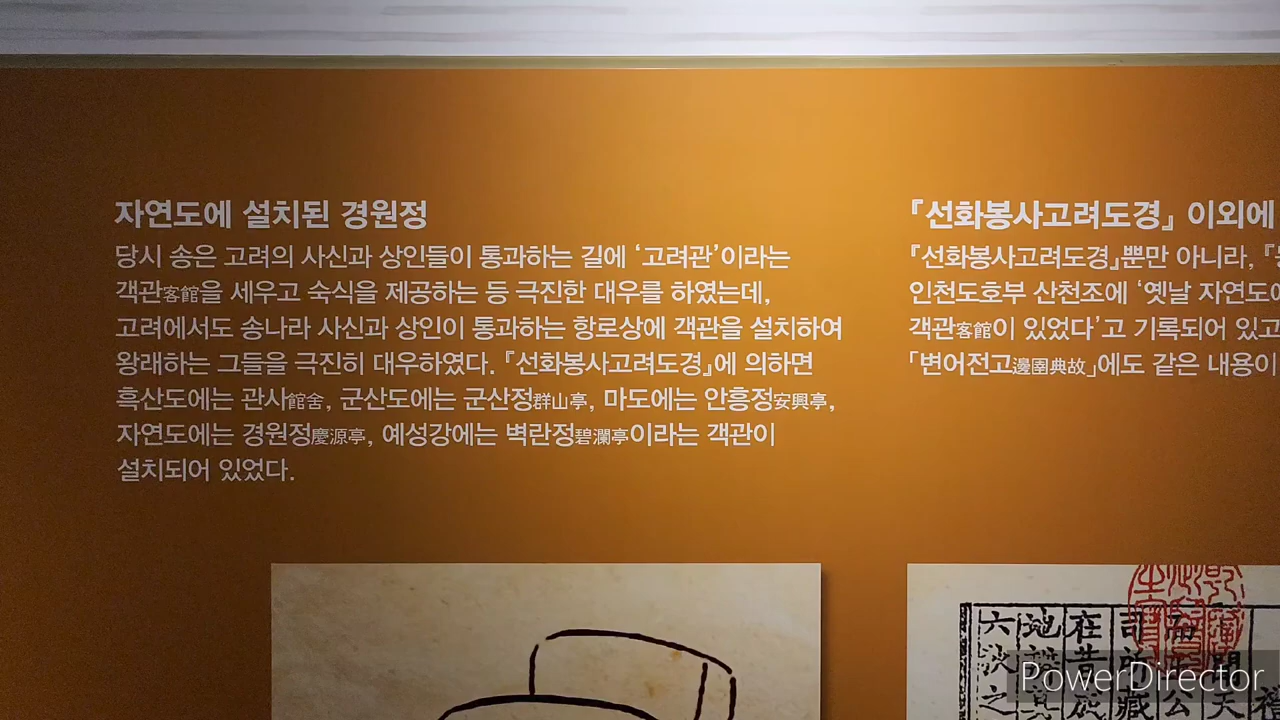 자연도에 설치된 경원정
당시 송은 고려의 사신과 상인들이 통과하는 길에 ‘고려관’이라는
객관客館을 세우고 숙식을 제공하는 등 극진한 대우를 하였는데,
고려에서도 송나라 사신과 상인이 통과하는 항로상에 객관을 설치하여
왕래하는 그들을 극진히 대우하였다. 『선화봉사고려도경』에 의하면
흑산도에는 관사館舍, 군산도에는 군산정群山亭, 마도에는 안흥정安興亭,
자연도에는 경원정慶源亭, 예성강에는 벽란정碧瀾亭이라는 객관이
설치되어 있었다.
『선화봉사고려도경』 이외에
『선화봉사고려도경』뿐만 아니라,
인천도호부 산천조에 ‘옛날 자연도에
객관客館이 있었다’고 기록되어 있고
「변어전고邊圉典故」에도 같은 내용이
六 地 在 司
之 藏 公 天
PowerDirector